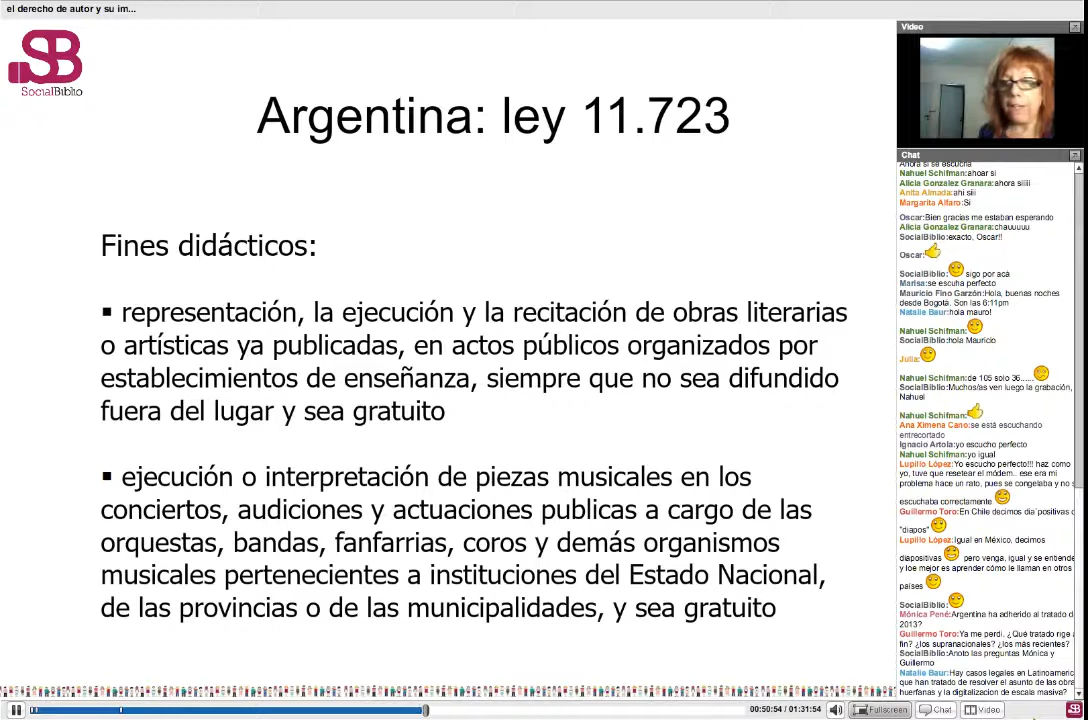 el derecho de autor y su im...
SB
SocialBiblio
Argentina: ley 11.723
Fines didácticos:
▪ representación, la ejecución y la recitación de obras literarias
o artísticas ya publicadas, en actos públicos organizados por
establecimientos de enseñanza, siempre que no sea difundido
fuera del lugar y sea gratuito
▪ ejecución o interpretación de piezas musicales en los
conciertos, audiciones y actuaciones publicas a cargo de las
orquestas, bandas, fanfarrias, coros y demás organismos
musicales pertenecientes a instituciones del Estado Nacional,
de las provincias o de las municipalidades, y sea gratuito
Video
Chat
Ahora si se escucha
Nahuel Schifman:ahoar si
Alicia Gonzalez Granara:ahora siiii
Anita Almada:ahi siii
Margarita Alfaro:Si
Oscar:Bien gracias me estaban esperando
Alicia Gonzalez Granara:chauuuuu
SocialBiblio:exacto, Oscar!!
Oscar:
SocialBiblio: sigo por acá
Marisa:se escuha perfecto
Mauricio Fino Garzón:Hola, buenas noches
desde Bogotá. Son las 6:11pm
Natalie Baur:hola mauro!
Nahuel Schifman:
SocialBiblio:hola Mauricio
Julia:
Nahuel Schifman:de 105 solo 36......
SocialBiblio:Muchos/as ven luego la grabación,
Nahuel
Nahuel Schifman:
Ana Ximena Cano:se está escuchando
entrecortado
Ignacio Artola:yo escucho perfecto
Nahuel Schifman:yo igual
Lupillo López:Yo escucho perfecto!!! haz como
yo, tuve que resetear el módem.. ese era mi
problema hace un rato, pues se congelaba y no s
escuchaba correctamente
Guillermo Toro:En Chile decimos dia´positivas o
"diapos"
Lupillo López:Igual en México, decimos
diapositivas pero venga, igual y se entiende
y loe mejor es aprender cómo le llaman en otros
países
SocialBiblio:
Mónica Pené:Argentina ha adherido al tratado d
2013?
Guillermo Toro:Ya me perdí. ¿Qué tratado rige a
fin? ¿los supranacionales? ¿los más recientes?
SocialBiblio:Anoto las preguntas Mónica y
Guillermo
Natalie Baur:Hay casos legales en Latinoameric
que han tratado de resolver el asunto de las obra
huerfanas y la digitalizacion de escala masiva?
00:50:54 / 01:31:54
Fullscreen
Chat
Video
SB